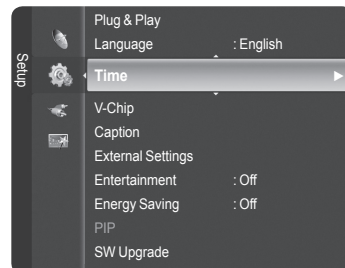 Setup
Plug & Play
Language : English
Time
V-Chip
Caption
External Settings
Entertainment : Off
Energy Saving : Off
PIP
SW Upgrade